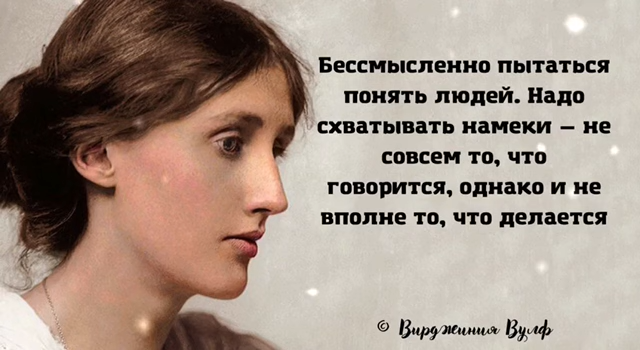 Бессмысленно пытаться
понять людей. Надо
схватывать намеки – не
совсем то, что
говорится, однако и не
вполне то, что делается
© Вирджиния Вулф